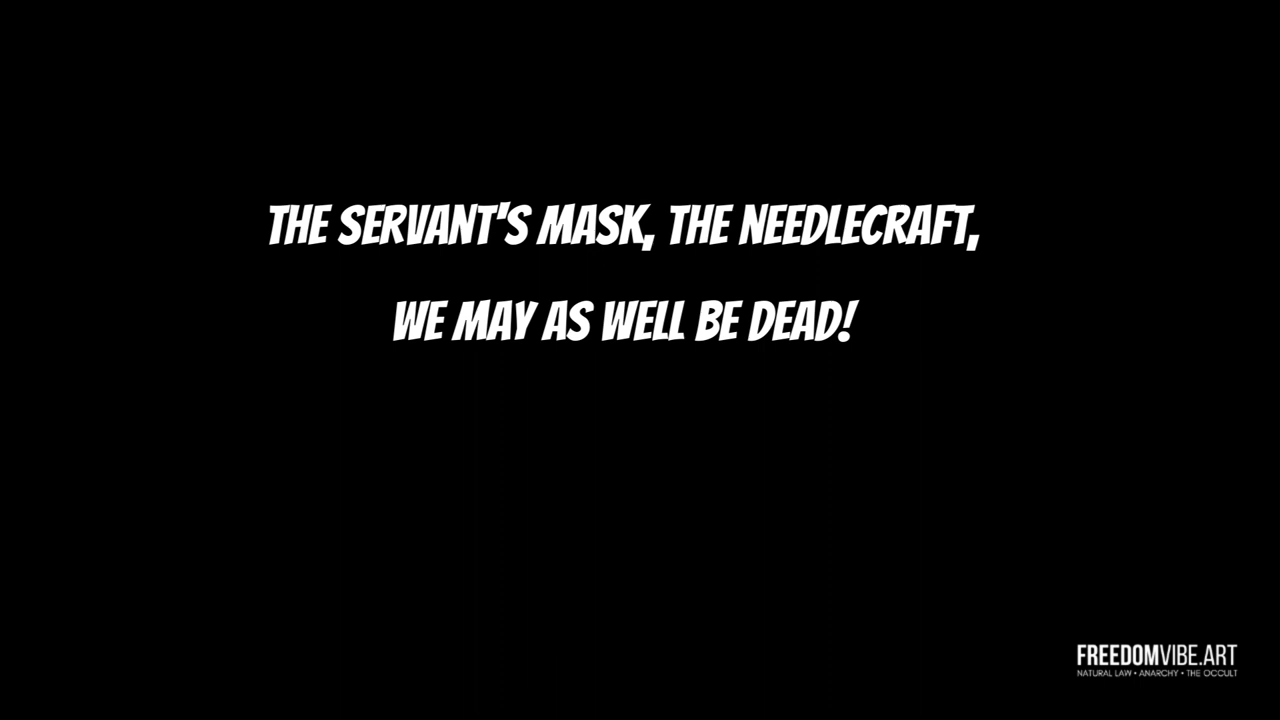 THE SERVANT'S MASK, THE NEEDLECRAFT,
WE MAY AS WELL BE DEAD!
FREEDOMVIBE.ART
NATURAL LAW • ANARCHY • THE OCCULT